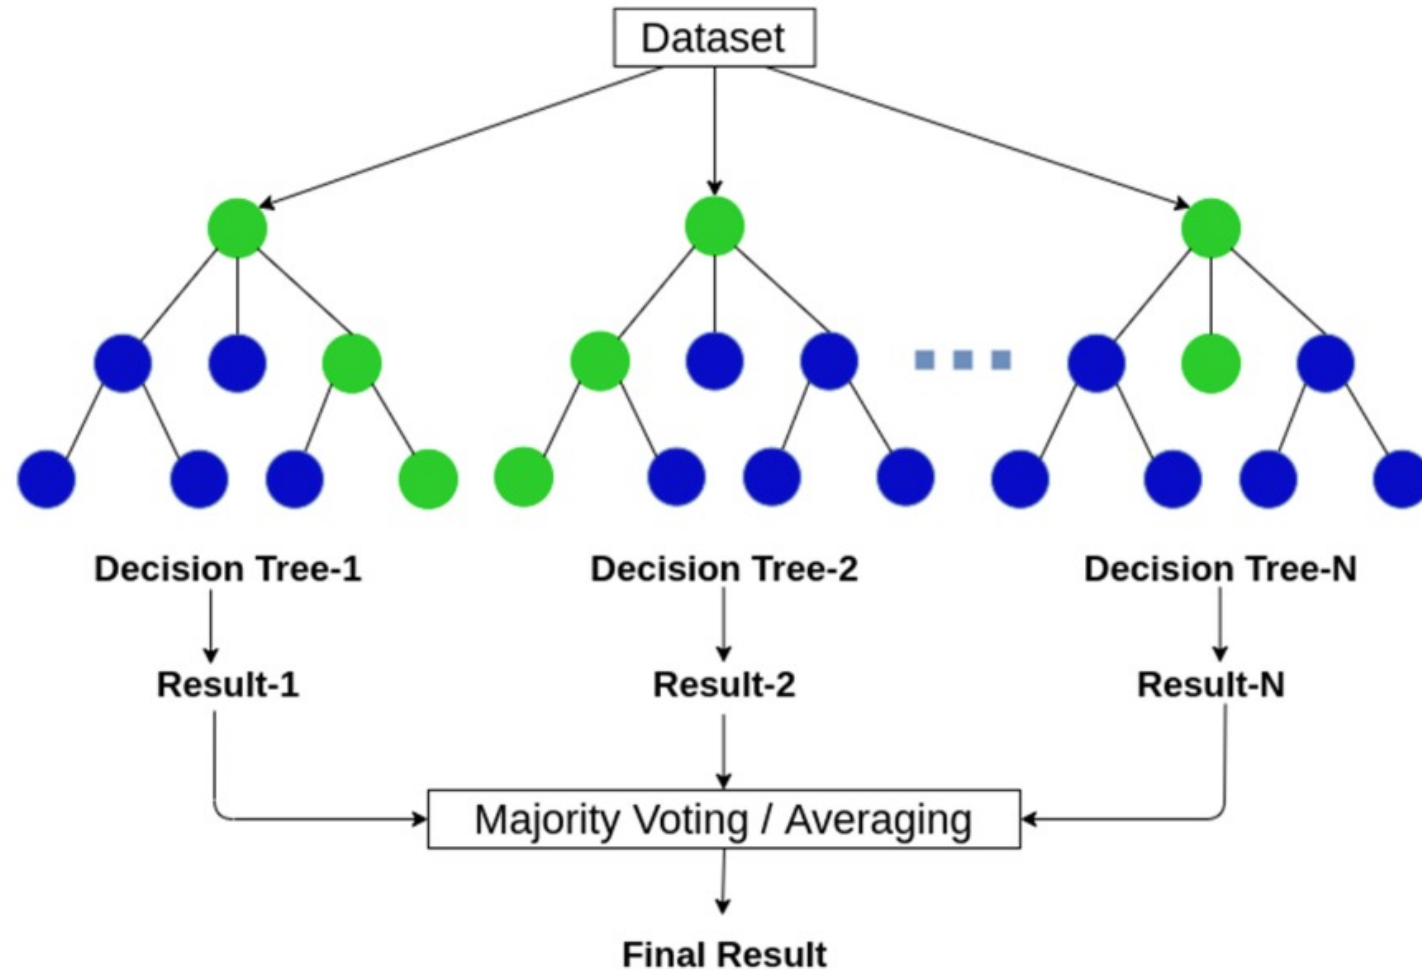 Dataset
Decision Tree-1
Decision Tree-2
Decision Tree-N
Result-1
Result-2
Result-N
Majority Voting / Averaging
Final Result